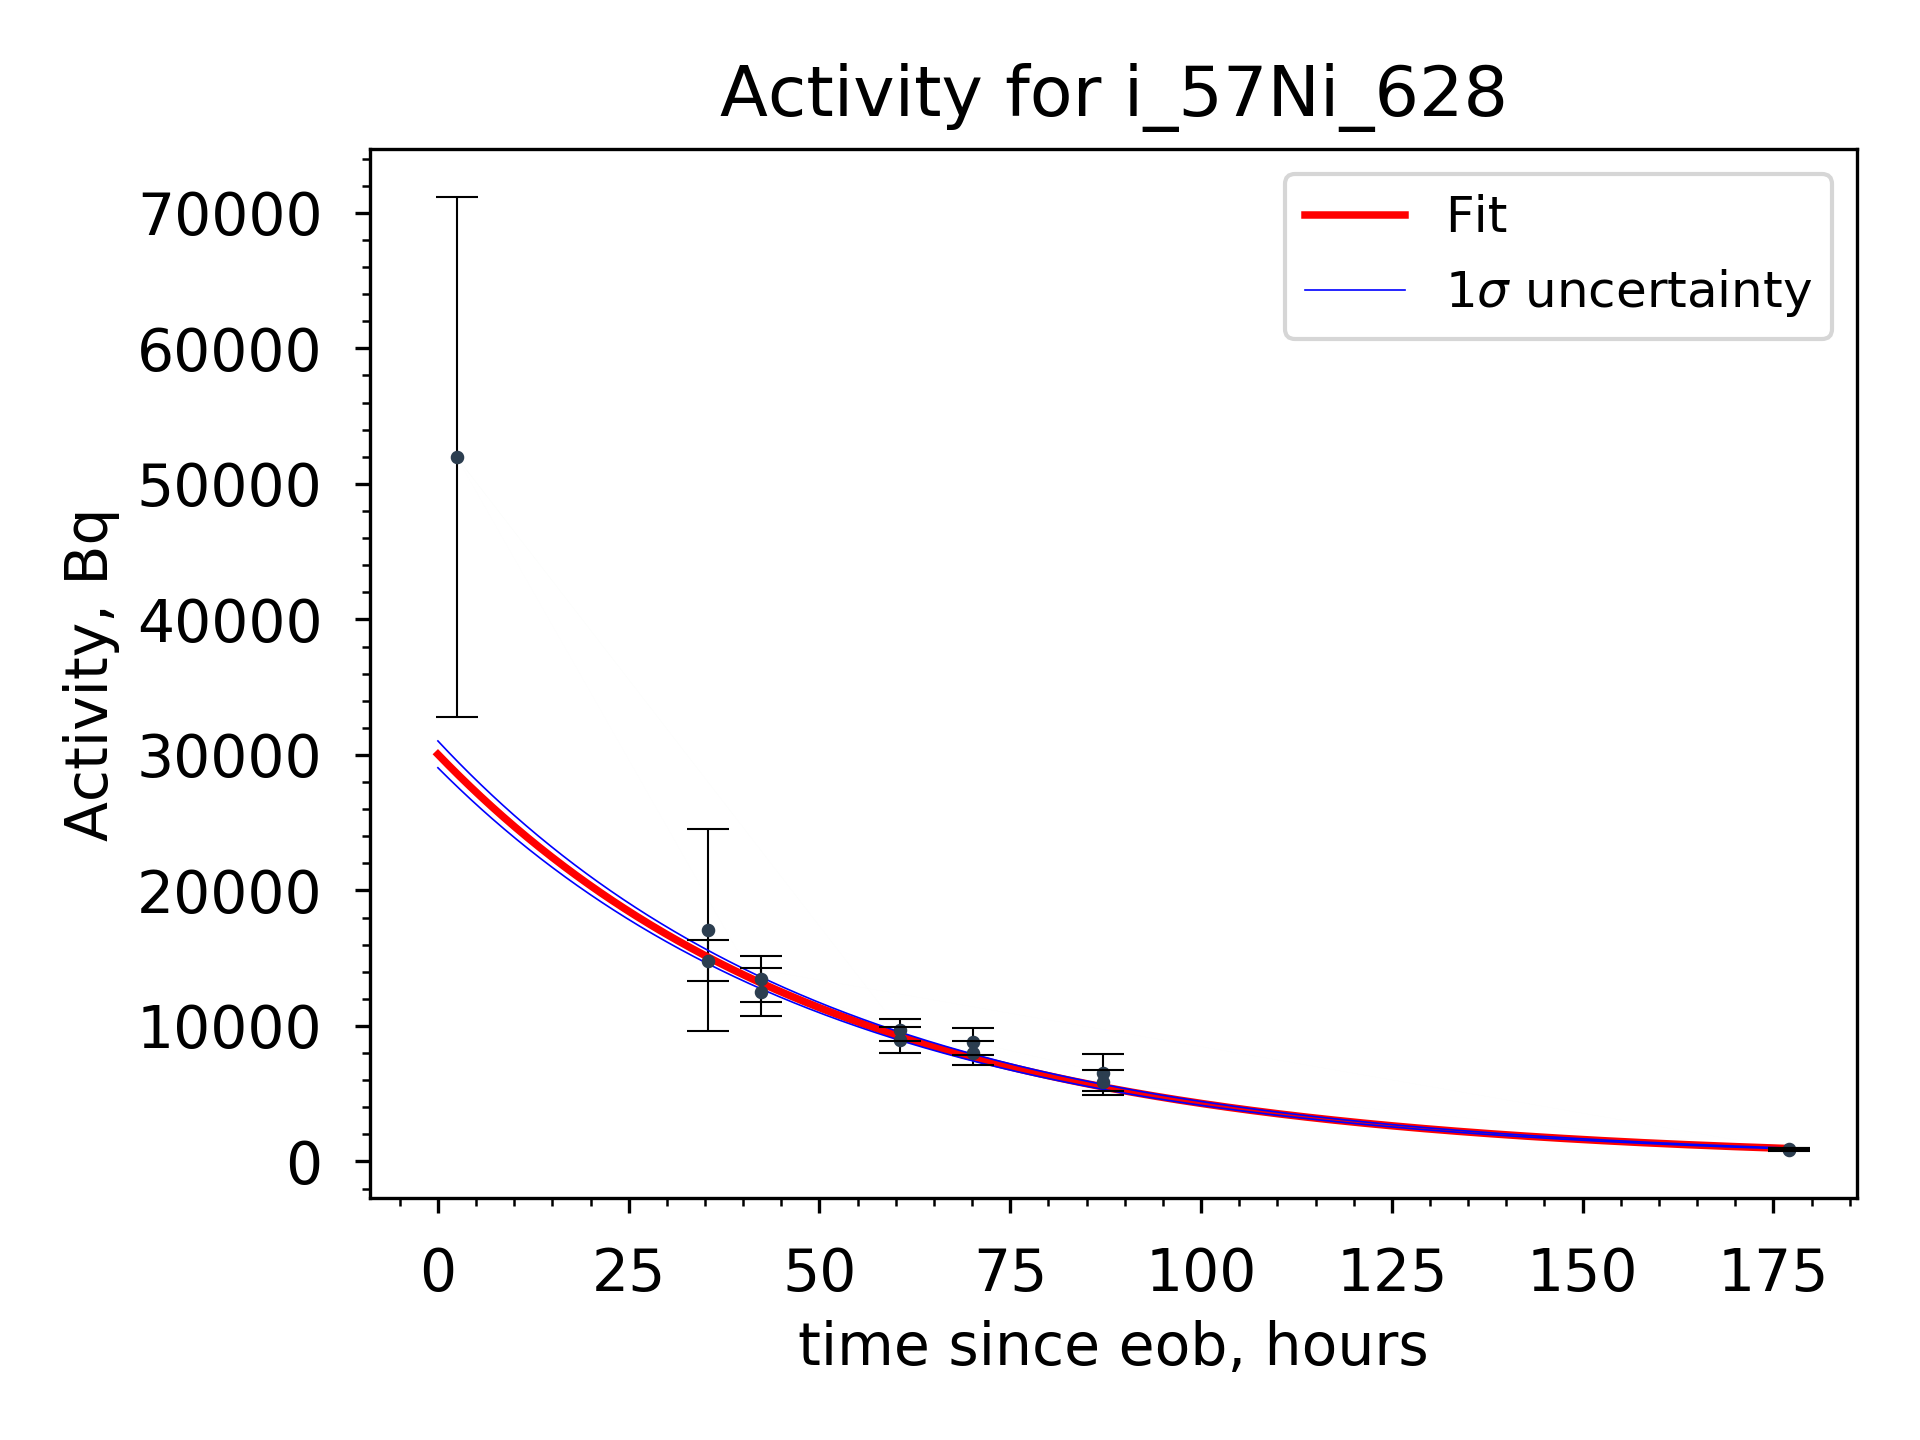 Activity for i_57Ni_628
Fit
1σ uncertainty
Activity, Bq
70000
60000
50000
40000
30000
20000
10000
0
0 25 50 75 100 125 150 175
time since eob, hours